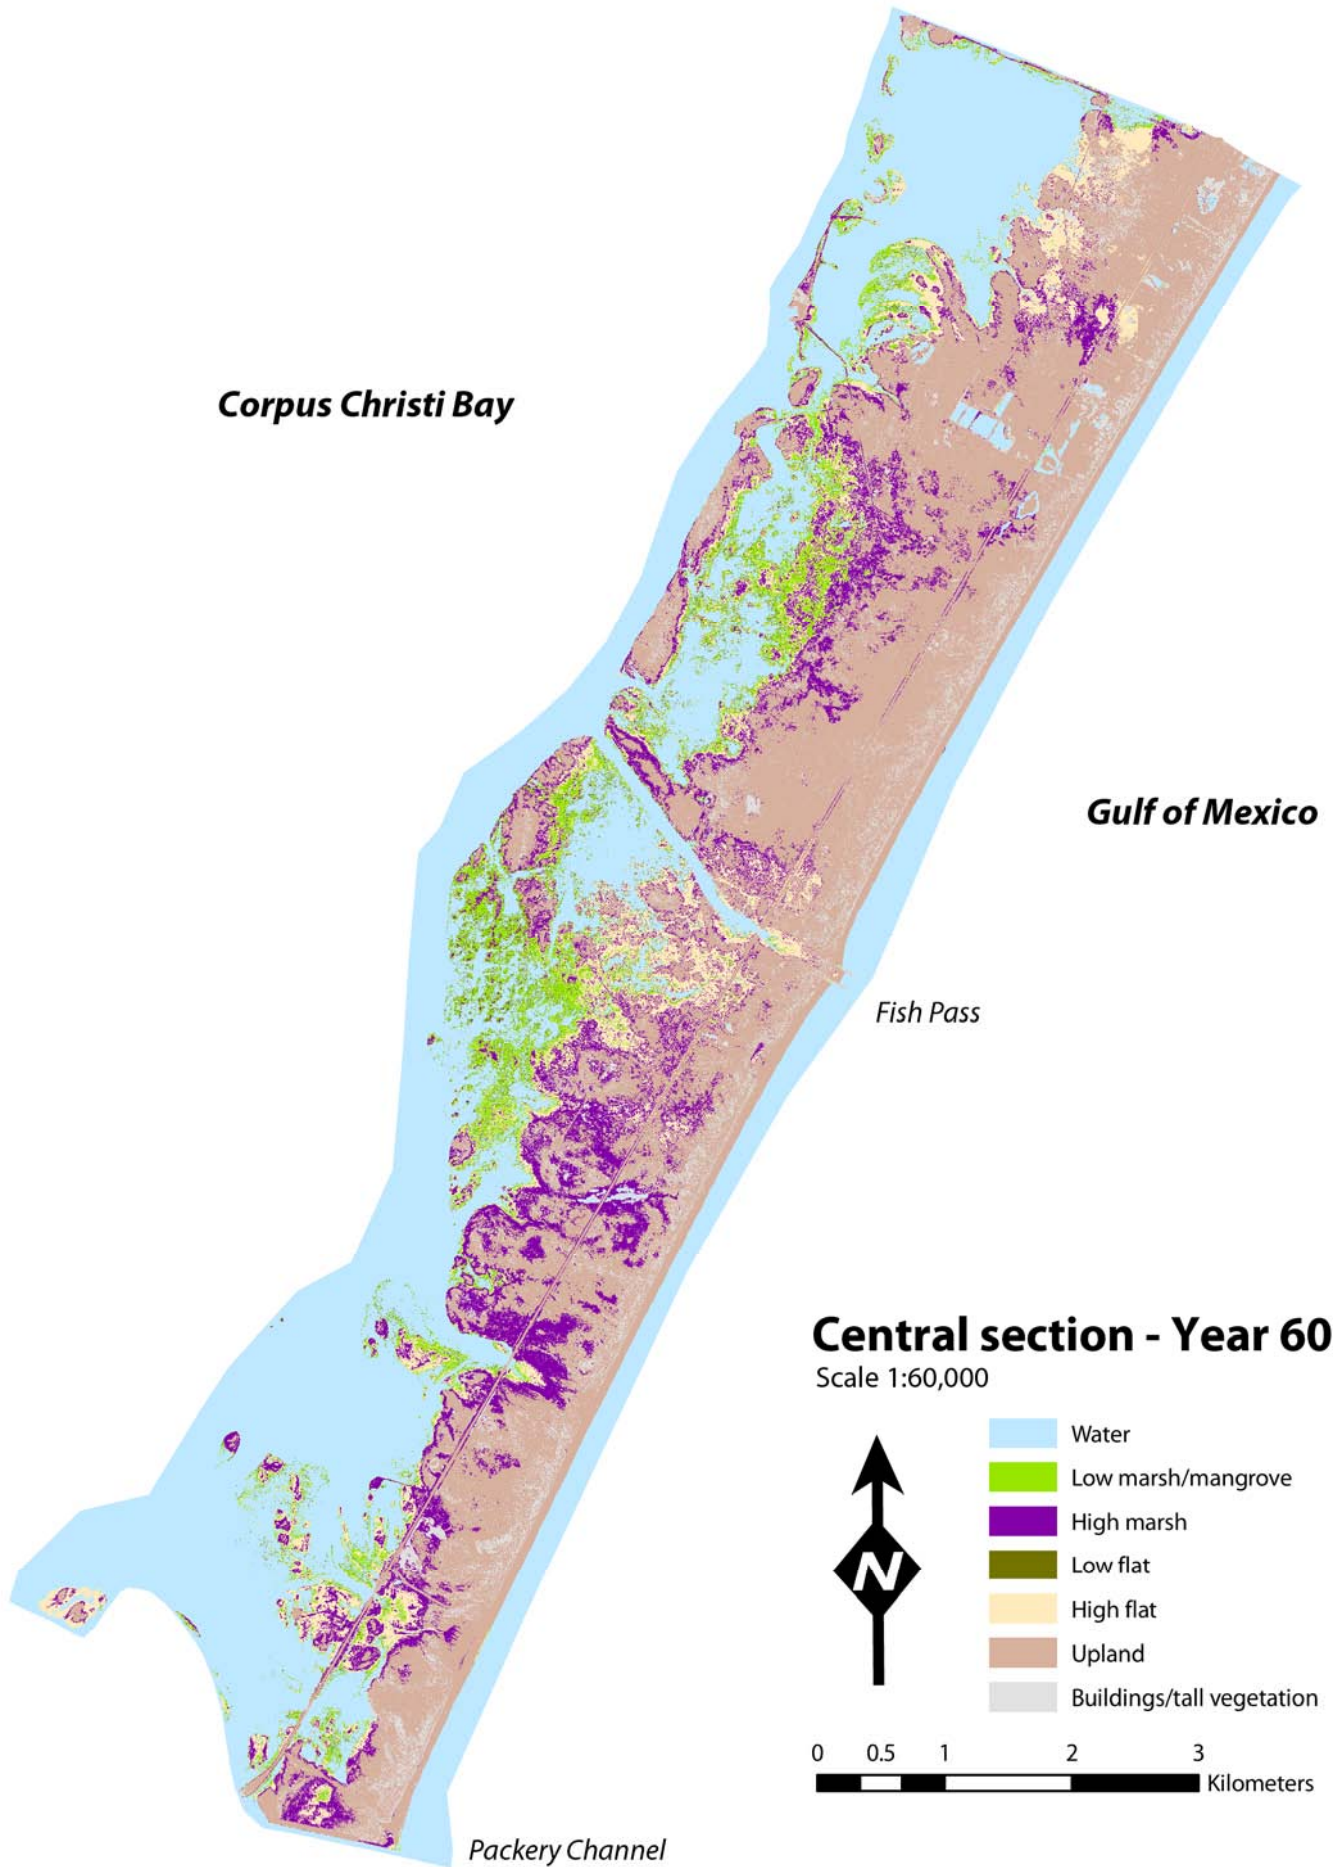 Corpus Christi Bay
Gulf of Mexico
Fish Pass
Central section - Year 60
Scale 1:60,000
N
Water
Low marsh/mangrove
High marsh
Low flat
High flat
Upland
Buildings/tall vegetation
0 0.5 1 2 3
Kilometers
Packery Channel